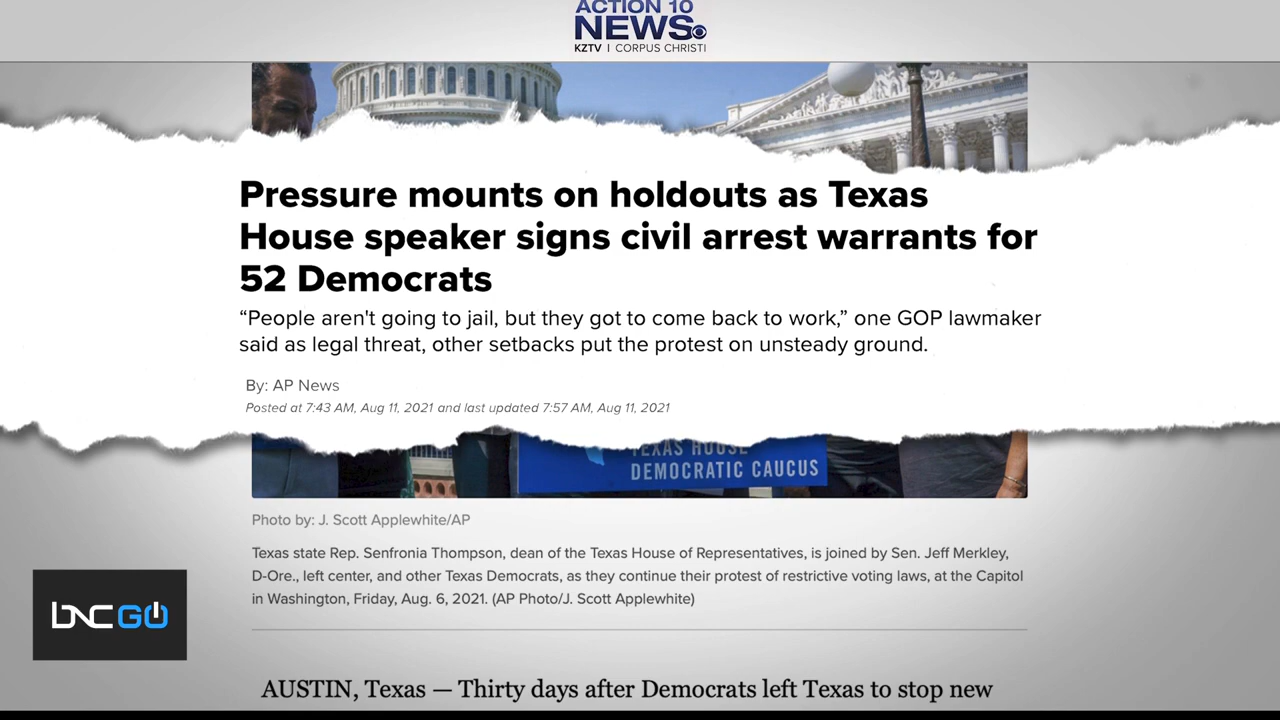 ACTION 10
NEWS
KZTV | CORPUS CHRISTI
Pressure mounts on holdouts as Texas
House speaker signs civil arrest warrants for
52 Democrats
“People aren't going to jail, but they got to come back to work,” one GOP lawmaker
said as legal threat, other setbacks put the protest on unsteady ground.
By: AP News
Posted at 7:43 AM, Aug 11, 2021 and last updated 7:57 AM, Aug 11, 2021
TEXAS HOUSE
DEMOCRATIC CAUCUS
Photo by: J. Scott Applewhite/AP
Texas state Rep. Senfronia Thompson, dean of the Texas House of Representatives, is joined by Sen. Jeff Merkley,
D-Ore., left center, and other Texas Democrats, as they continue their protest of restrictive voting laws, at the Capitol
in Washington, Friday, Aug. 6, 2021. (AP Photo/J. Scott Applewhite)
BNC GO
AUSTIN, Texas — Thirty days after Democrats left Texas to stop new